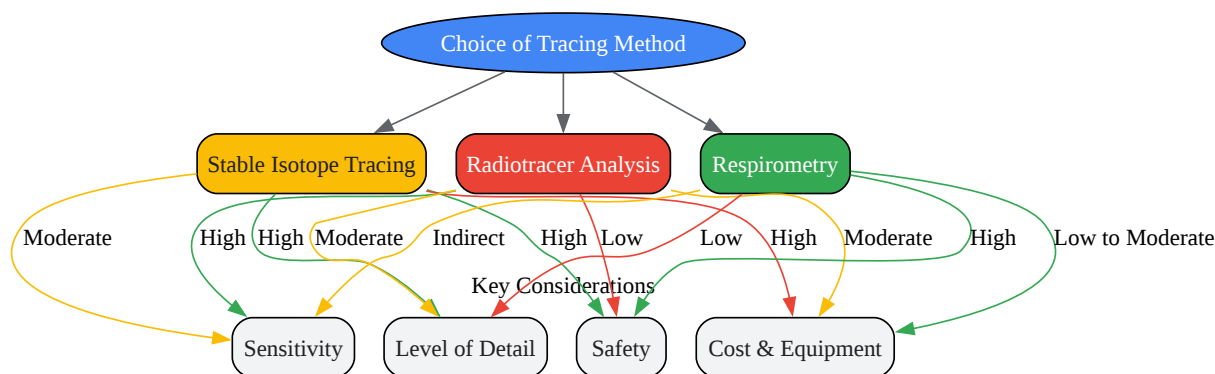 Choice of Tracing Method
Stable Isotope Tracing
Radiotracer Analysis
Respirometry
Moderate
High
High
Moderate
Indirect
High
Low
Low
High
Moderate
High
Low to Moderate
Key Considerations
Sensitivity
Level of Detail
Safety
Cost & Equipment